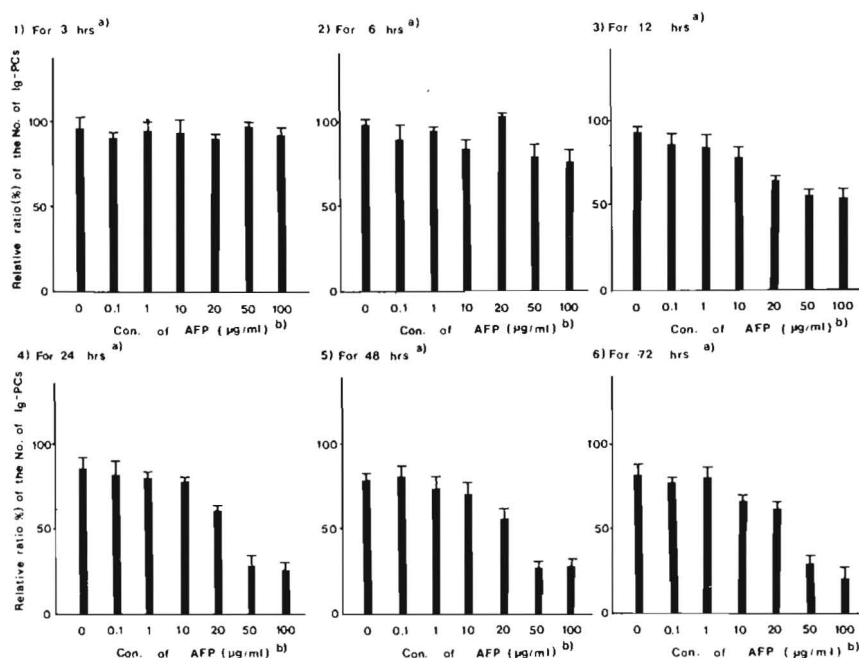 1) For 3 hrs a)
2) For 6 hrs a)
3) For 12 hrs a)
Relative ratio (%) of the No. of Ig-PCs
100
50
0
0 0.1 1 10 20 50 100
Con. of AFP (µg/ml) b)
100
50
0
0 0.1 1 10 20 50 100
Con. of AFP (µg/ml) b)
100
50
0
0 0.1 1 10 20 50 100
Con. of AFP (µg/ml) b)
4) For 24 hrs a)
5) For 48 hrs a)
6) For 72 hrs a)
Relative ratio %) of the No. of Ig-PCs
100
50
0
0 0.1 1 10 20 50 100
Con. of AFP (µg/ml) b)
100
50
0
0 0.1 1 10 20 50 100
Con. of AFP (µg/ml) b)
100
50
0
0 0.1 1 10 20 50 100
Con. of AFP (µg/ml) b)